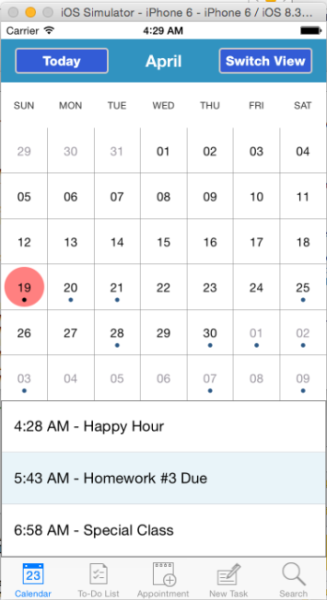 iOS Simulator - iPhone 6 - iPhone 6 / iOS 8.3...
Carrier 4:29 AM
Today April Switch View
SUN MON TUE WED THU FRI SAT
29 30 31 01 02 03 04
05 06 07 08 09 10 11
12 13 14 15 16 17 18
19 20 21 22 23 24 25
26 27 28 29 30 01 02
03 04 05 06 07 08 09
4:28 AM - Happy Hour
5:43 AM - Homework #3 Due
6:58 AM - Special Class
23
Calendar To-Do List Appointment New Task Search